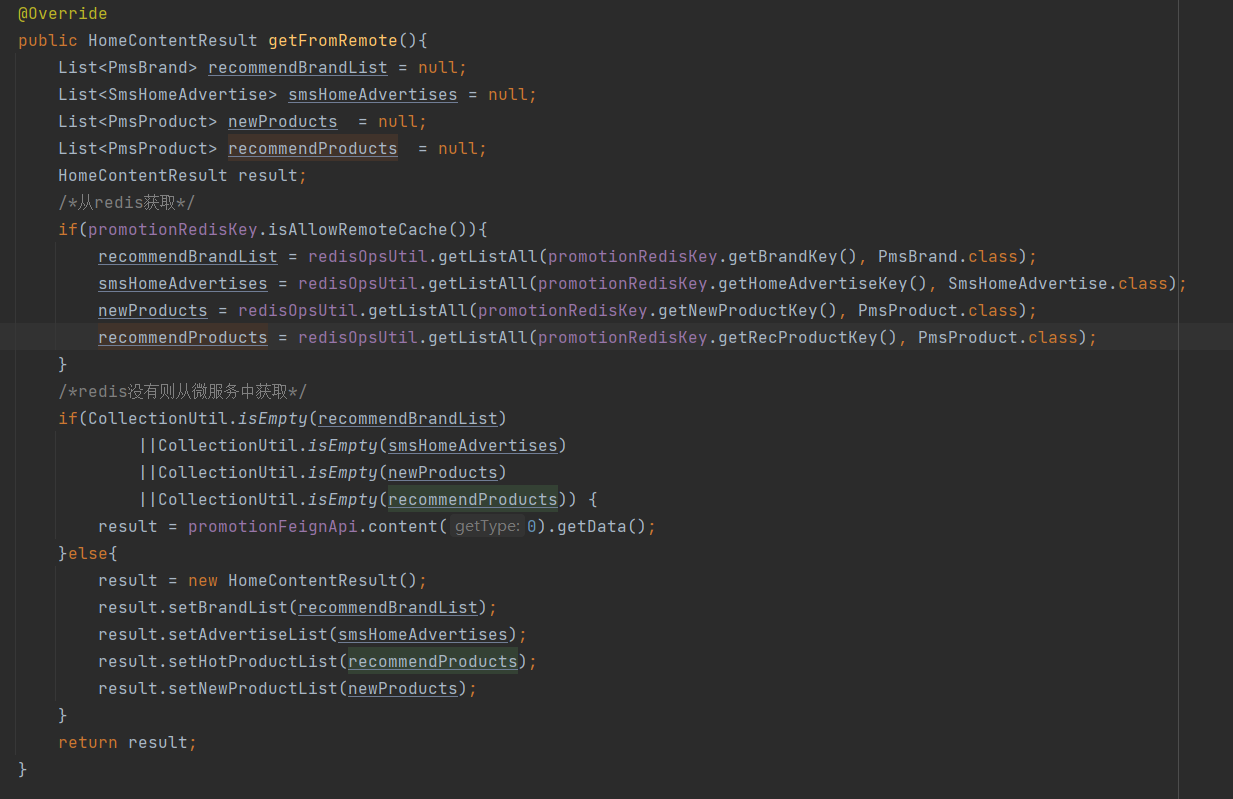 @Override
public HomeContentResult getFromRemote(){
    List<PmsBrand> recommendBrandList = null;
    List<SmsHomeAdvertise> smsHomeAdvertises = null;
    List<PmsProduct> newProducts  = null;
    List<PmsProduct> recommendProducts  = null;
    HomeContentResult result;
    /*从redis获取*/
    if(promotionRedisKey.isAllowRemoteCache()){
        recommendBrandList = redisOpsUtil.getListAll(promotionRedisKey.getBrandKey(), PmsBrand.class);
        smsHomeAdvertises = redisOpsUtil.getListAll(promotionRedisKey.getHomeAdvertiseKey(), SmsHomeAdvertise.class);
        newProducts = redisOpsUtil.getListAll(promotionRedisKey.getNewProductKey(), PmsProduct.class);
        recommendProducts = redisOpsUtil.getListAll(promotionRedisKey.getRecProductKey(), PmsProduct.class);
    }
    /*redis没有则从微服务中获取*/
    if(CollectionUtil.isEmpty(recommendBrandList)
            ||CollectionUtil.isEmpty(smsHomeAdvertises)
            ||CollectionUtil.isEmpty(newProducts)
            ||CollectionUtil.isEmpty(recommendProducts)) {
        result = promotionFeignApi.content( getType: 0).getData();
    }else{
        result = new HomeContentResult();
        result.setBrandList(recommendBrandList);
        result.setAdvertiseList(smsHomeAdvertises);
        result.setHotProductList(recommendProducts);
        result.setNewProductList(newProducts);
    }
    return result;
}